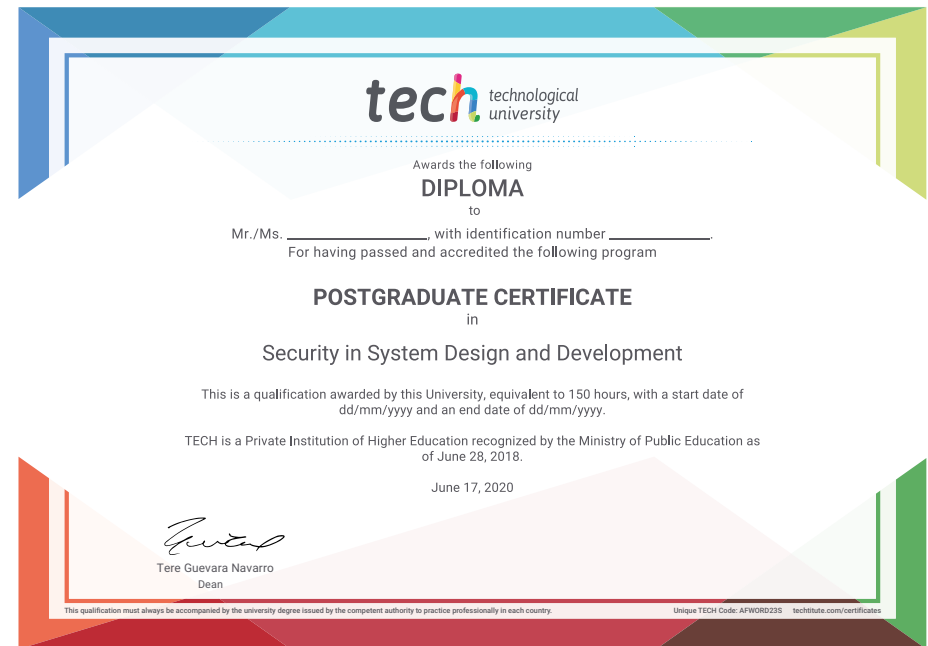 tech technological
university
Awards the following
DIPLOMA
to
Mr./Ms. ____________________, with identification number ______________.
For having passed and accredited the following program
POSTGRADUATE CERTIFICATE
in
Security in System Design and Development
This is a qualification awarded by this University, equivalent to 150 hours, with a start date of
dd/mm/yyyy and an end date of dd/mm/yyyy.
TECH is a Private Institution of Higher Education recognized by the Ministry of Public Education as
of June 28, 2018.
June 17, 2020
Tere Guevara Navarro
Dean
This qualification must always be accompanied by the university degree issued by the competent authority to practice professionally in each country. Unique TECH Code: AFWORD23S techtitute.com/certificates